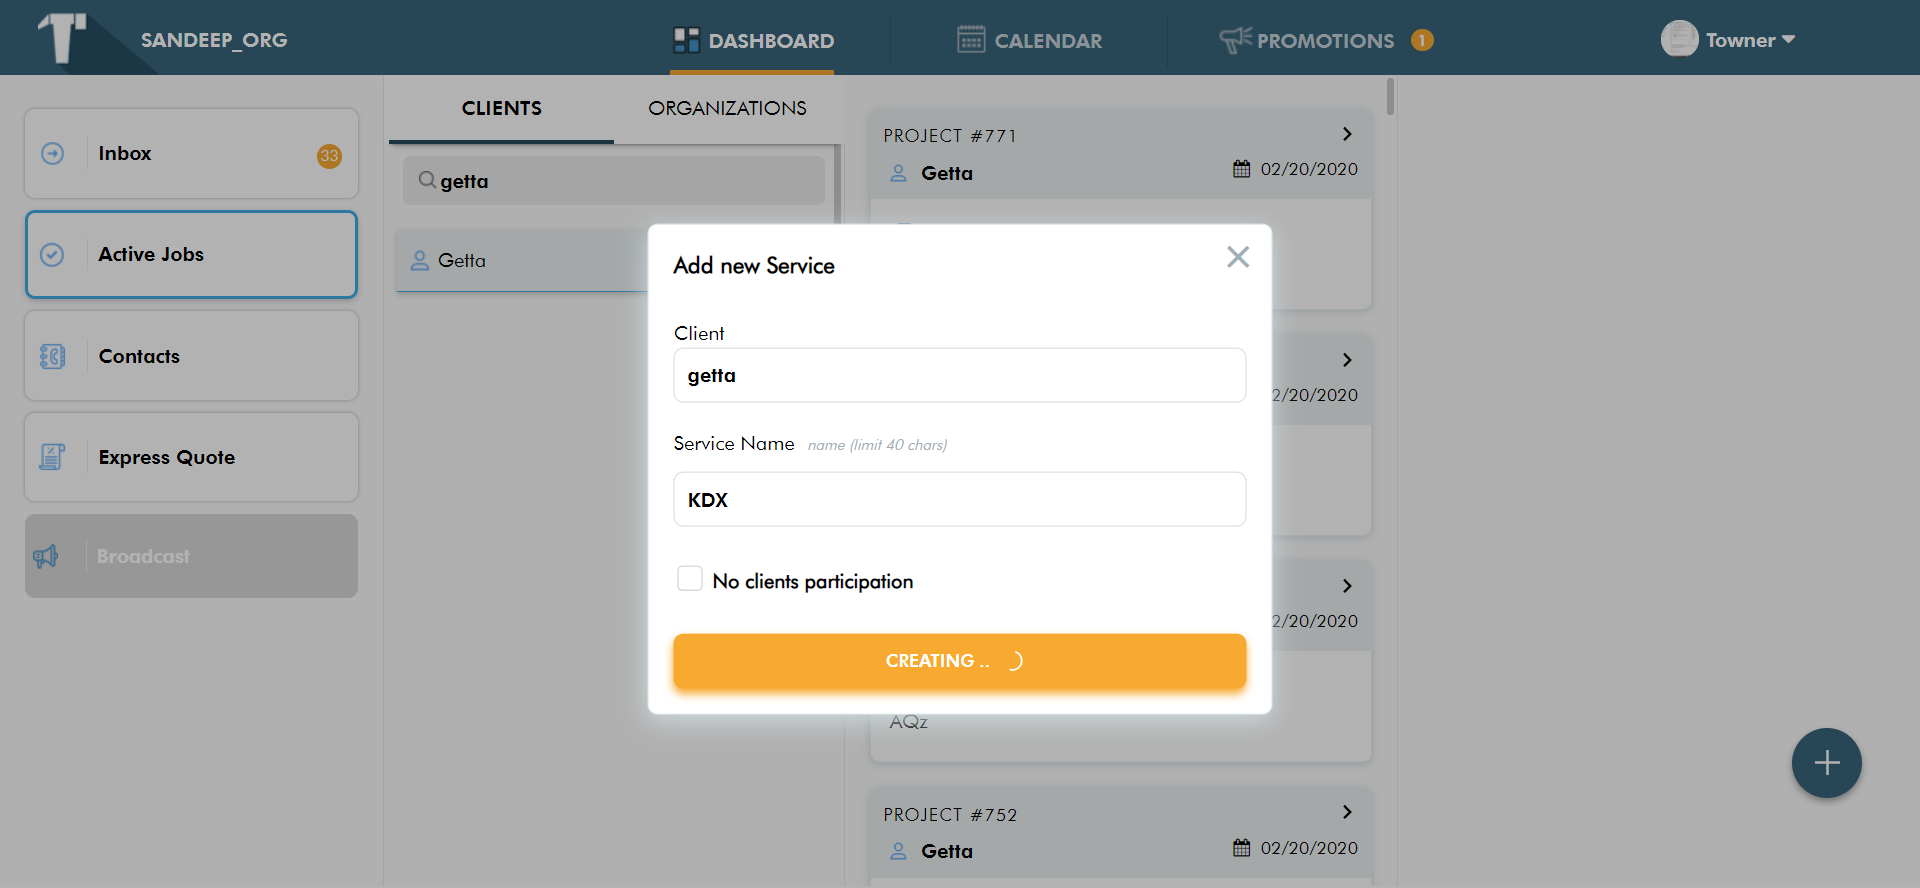 SANDEEP_ORG
DASHBOARD
CALENDAR
PROMOTIONS 1
Towner
Inbox 33
Active Jobs
Contacts
Express Quote
Broadcast
CLIENTS ORGANIZATIONS
getta
Getta
PROJECT #771
Getta 02/20/2020
2/20/2020
2/20/2020
AQz
PROJECT #752
Getta 02/20/2020
Add new Service
Client
getta
Service Name name (limit 40 chars)
KDX
No clients participation
CREATING ..